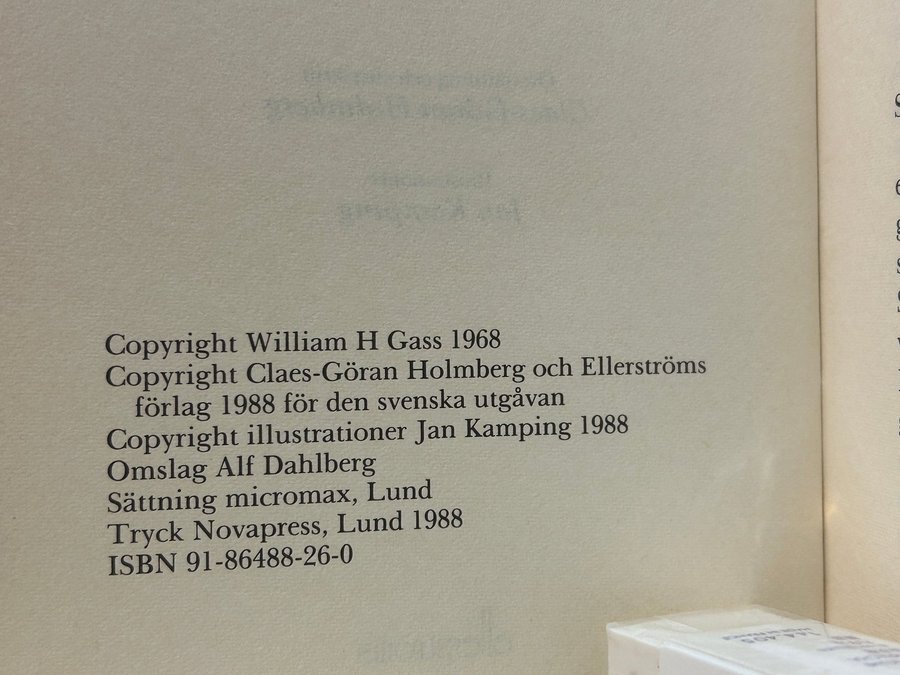 Copyright William H Gass 1968
Copyright Claes-Göran Holmberg och Ellerströms
förlag 1988 för den svenska utgåvan
Copyright illustrationer Jan Kamping 1988
Omslag Alf Dahlberg
Sättning micromax, Lund
Tryck Novapress, Lund 1988
ISBN 91-86488-26-0